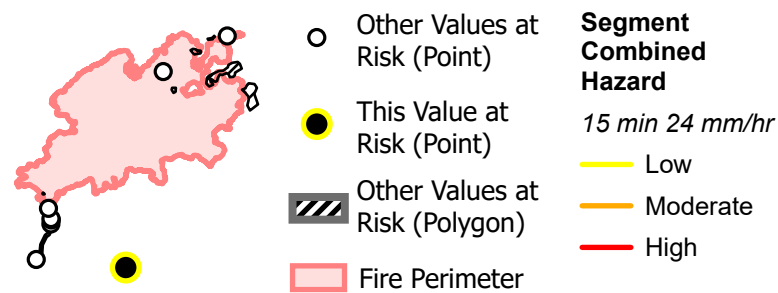 Other Values at
Risk (Point)
This Value at
Risk (Point)
Other Values at
Risk (Polygon)
Fire Perimeter
Segment
Combined
Hazard
15 min 24 mm/hr
Low
Moderate
High